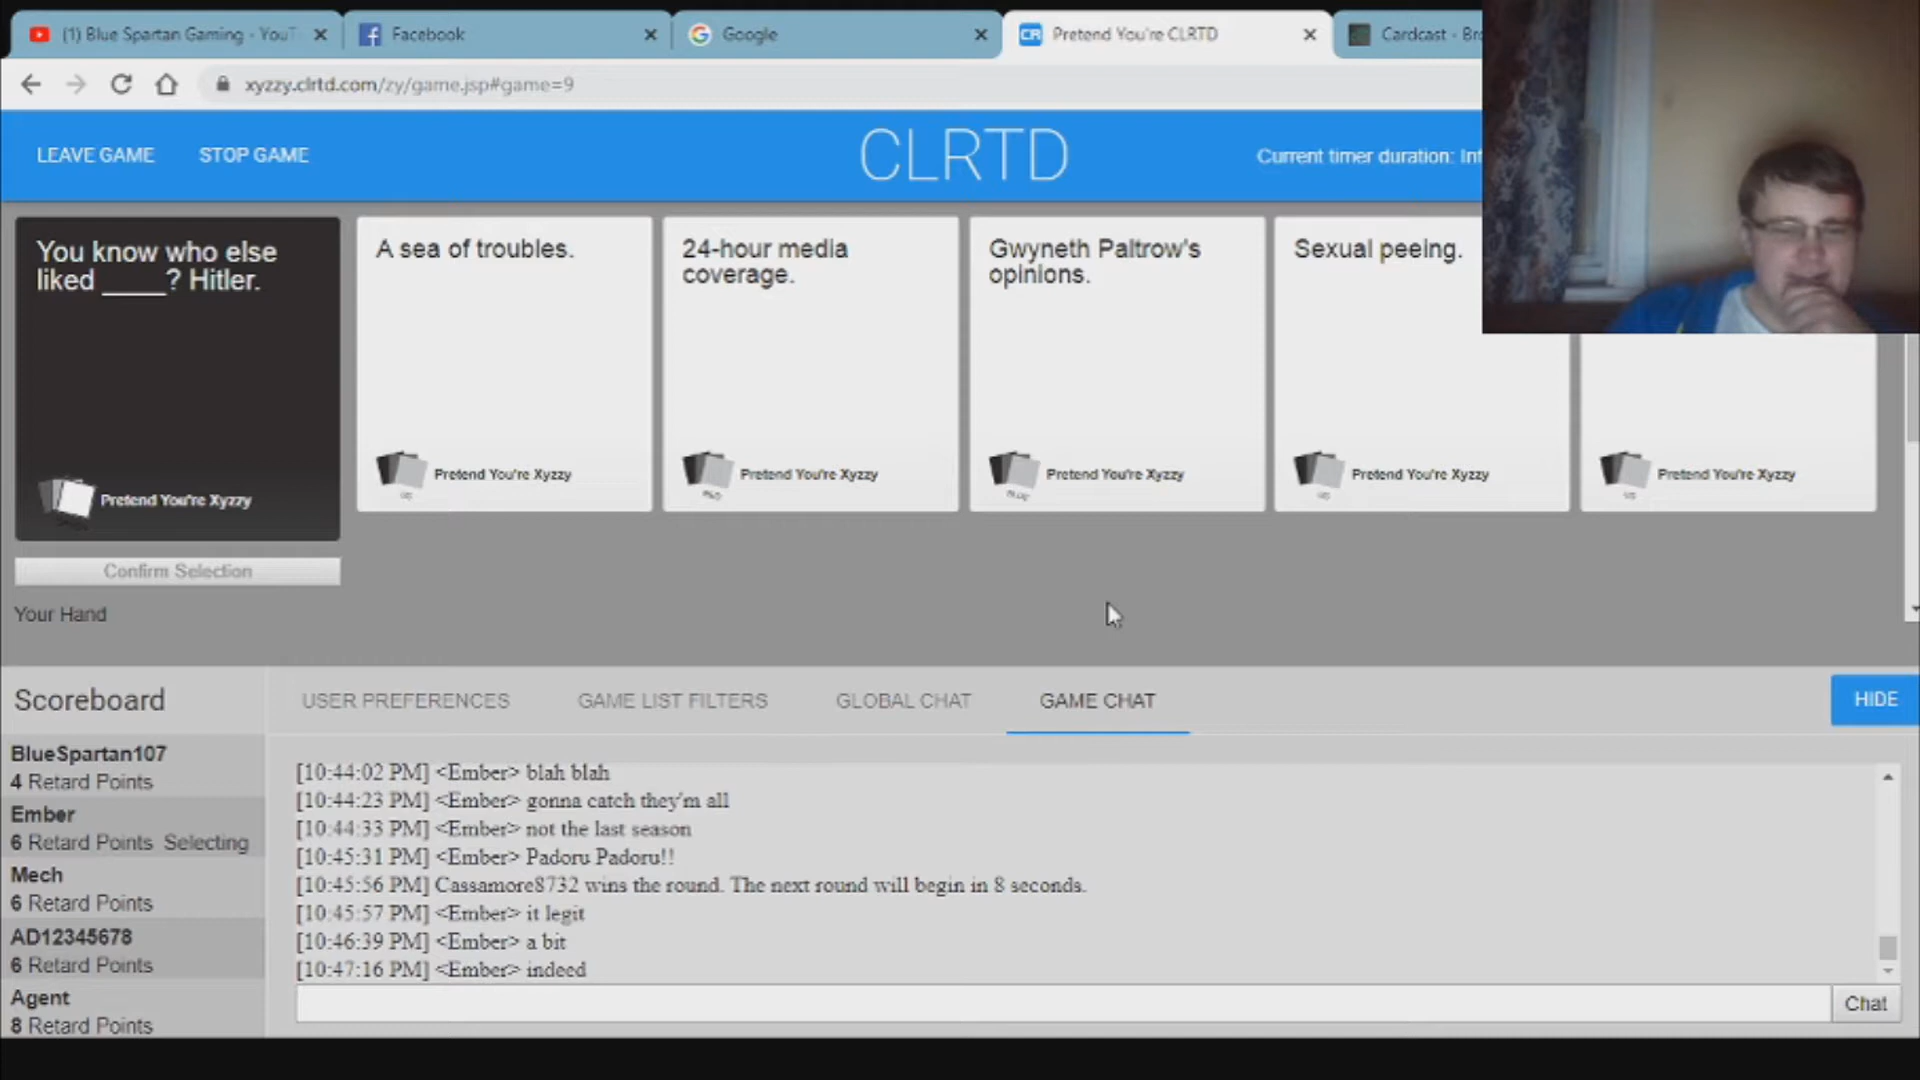 (1) Blue Spartan Gaming - YouT
Facebook
Google
Pretend You're CLRTD
Cardcast - Bro
xyzzy.clrtd.com/zy/game.jsp#game=9
LEAVE GAME
STOP GAME
CLRTD
Current timer duration: Inf
You know who else
liked ____? Hitler.
Pretend You're Xyzzy
A sea of troubles.
US
Pretend You're Xyzzy
24-hour media
coverage.
RED
Pretend You're Xyzzy
Gwyneth Paltrow's
opinions.
BLUE
Pretend You're Xyzzy
Sexual peeing.
US
Pretend You're Xyzzy
US
Pretend You're Xyzzy
Confirm Selection
Your Hand
Scoreboard
USER PREFERENCES
GAME LIST FILTERS
GLOBAL CHAT
GAME CHAT
HIDE
BlueSpartan107
4 Retard Points
Ember
6 Retard Points Selecting
Mech
6 Retard Points
AD12345678
6 Retard Points
Agent
8 Retard Points
[10:44:02 PM] <Ember> blah blah
[10:44:23 PM] <Ember> gonna catch they'm all
[10:44:33 PM] <Ember> not the last season
[10:45:31 PM] <Ember> Padoru Padoru!!
[10:45:56 PM] Cassamore8732 wins the round. The next round will begin in 8 seconds.
[10:45:57 PM] <Ember> it legit
[10:46:39 PM] <Ember> a bit
[10:47:16 PM] <Ember> indeed
Chat